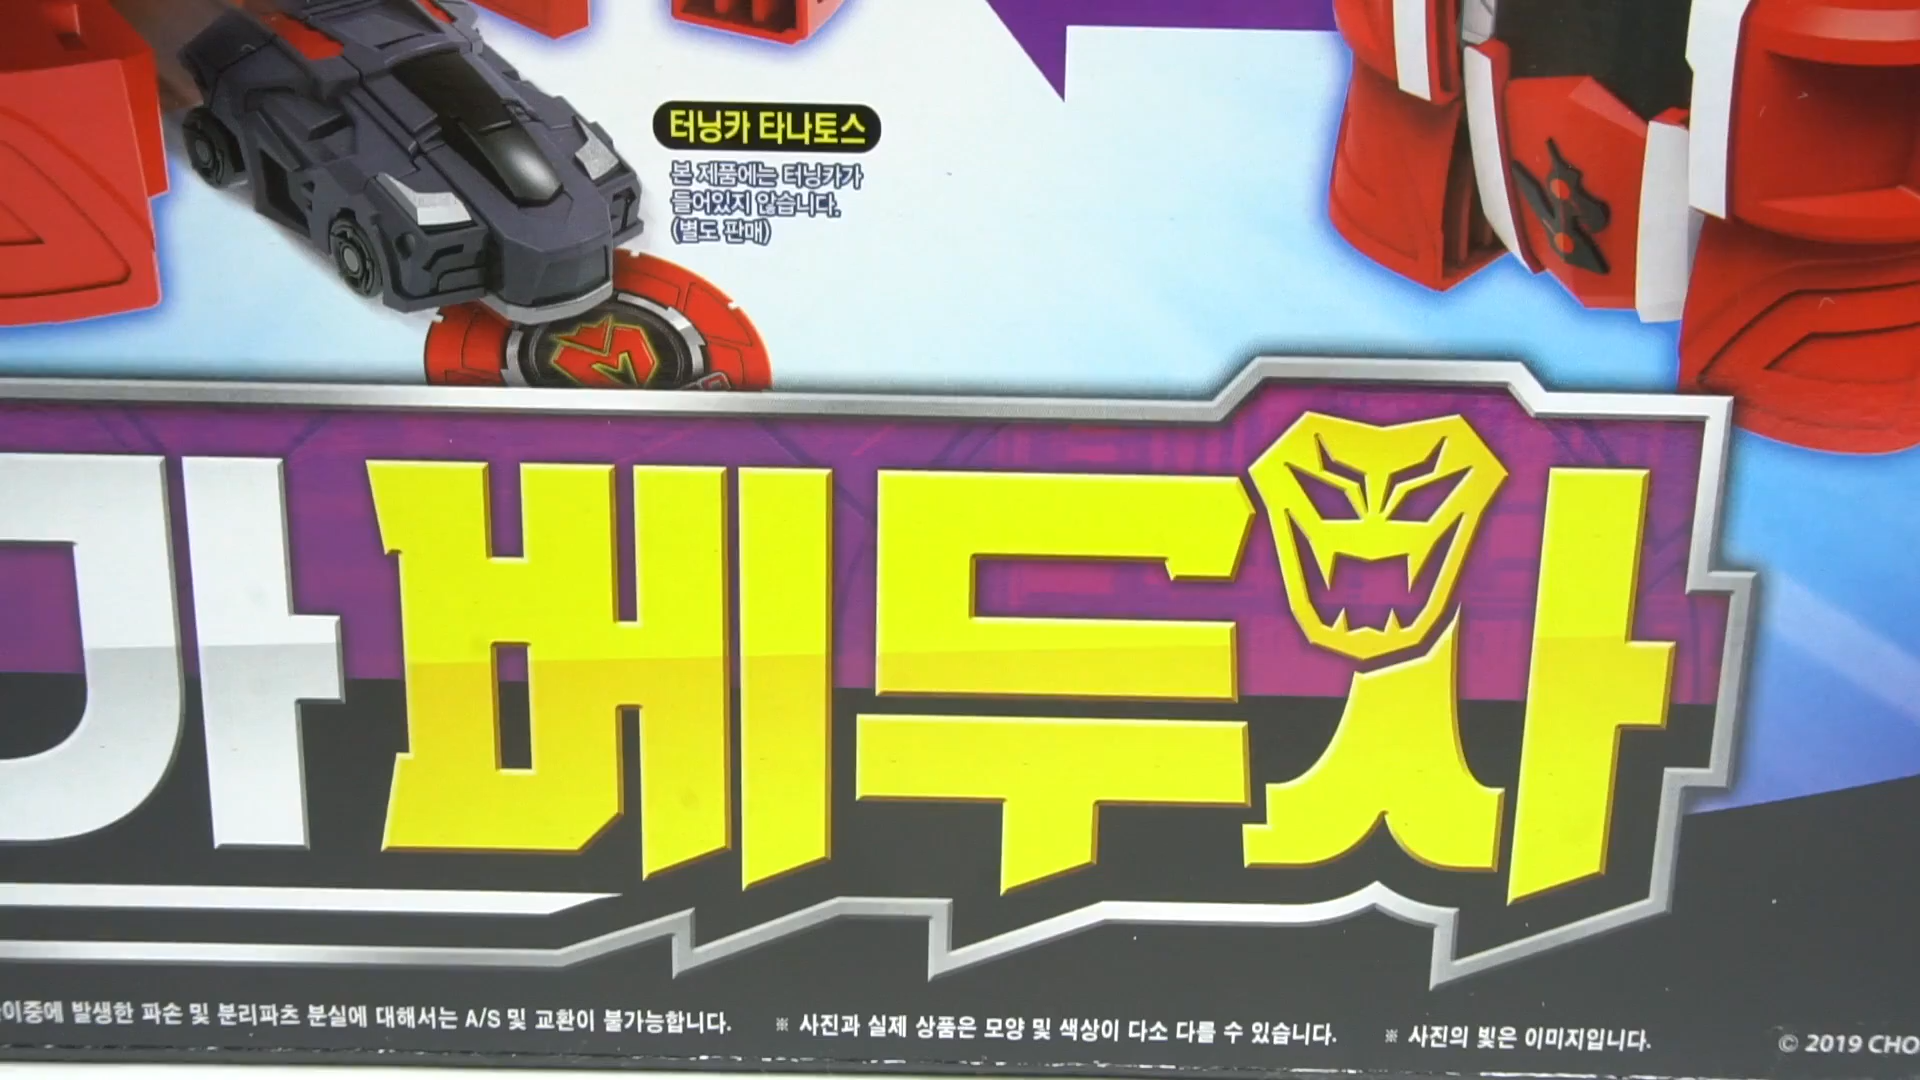 터닝카 타나토스
본 제품에는 터닝카가
들어있지 않습니다.
(별도 판매)
가 베두사
이중에 발생한 파손 및 분리파츠 분실에 대해서는 A/S 및 교환이 불가능합니다. ※ 사진과 실제 상품은 모양 및 색상이 다소 다를 수 있습니다. ※ 사진의 빛은 이미지입니다.
© 2019 CHO